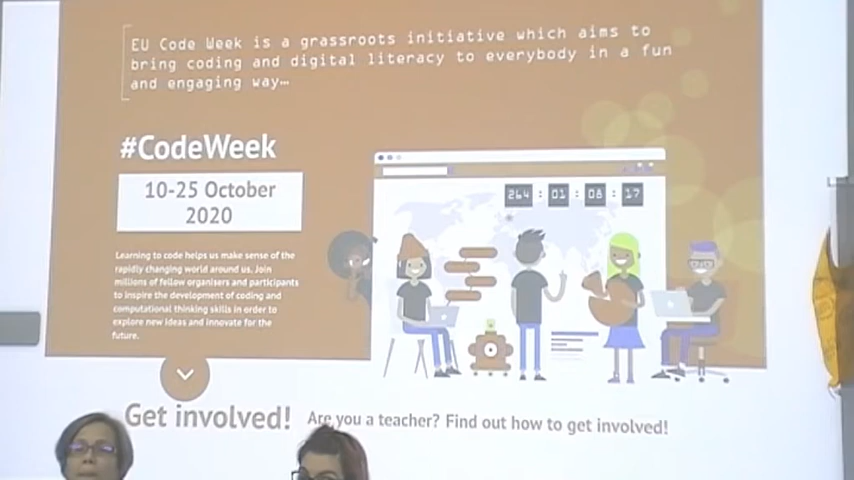 EU Code Week is a grassroots initiative which aims to
bring coding and digital literacy to everybody in a fun
and engaging way…
#CodeWeek
10-25 October
2020
Learning to code helps us make sense of the
rapidly changing world around us. Join
millions of fellow organisers and participants
to inspire the development of coding and
computational thinking skills in order to
explore new ideas and innovate for the
future.
264 : 01 : 08 : 17
Get involved! Are you a teacher? Find out how to get involved!